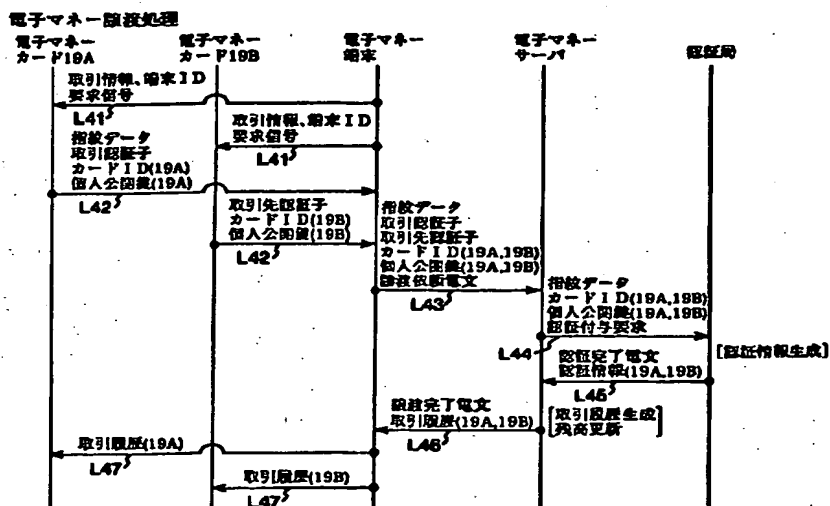 電子マネー譲渡処理
電子マネー
カード19A
電子マネー
カード19B
電子マネー
端末
電子マネー
サーバ
認証局
取引情報、端末ID
要求信号
L41
取引情報、端末ID
要求信号
L41
指紋データ
取引認証子
カードID(19A)
個人公開鍵(19A)
L42
取引先認証子
カードID(19B)
個人公開鍵(19B)
L42
指紋データ
取引認証子
取引先認証子
カードID(19A,19B)
個人公開鍵(19A,19B)
譲渡依頼電文
L43
指紋データ
カードID(19A,19B)
個人公開鍵(19A,19B)
認証付与要求
L44
[認証情報生成]
認証完了電文
認証情報(19A,19B)
L45
譲渡完了電文
取引履歴(19A,19B)
L46
[取引履歴生成
残高更新]
取引履歴(19A)
L47
取引履歴(19B)
L47